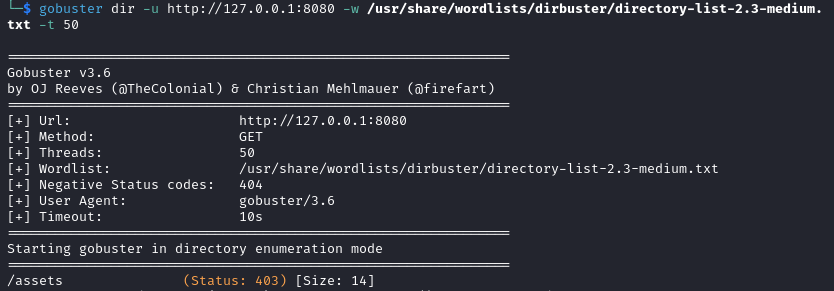 └─$ gobuster dir -u http://127.0.0.1:8080 -w /usr/share/wordlists/dirbuster/directory-list-2.3-medium.
txt -t 50
===============================================================
Gobuster v3.6
by OJ Reeves (@TheColonial) & Christian Mehlmauer (@firefart)
===============================================================
[+] Url:                     http://127.0.0.1:8080
[+] Method:                  GET
[+] Threads:                 50
[+] Wordlist:                /usr/share/wordlists/dirbuster/directory-list-2.3-medium.txt
[+] Negative Status codes:   404
[+] User Agent:              gobuster/3.6
[+] Timeout:                 10s
===============================================================
Starting gobuster in directory enumeration mode
===============================================================
/assets               (Status: 403) [Size: 14]